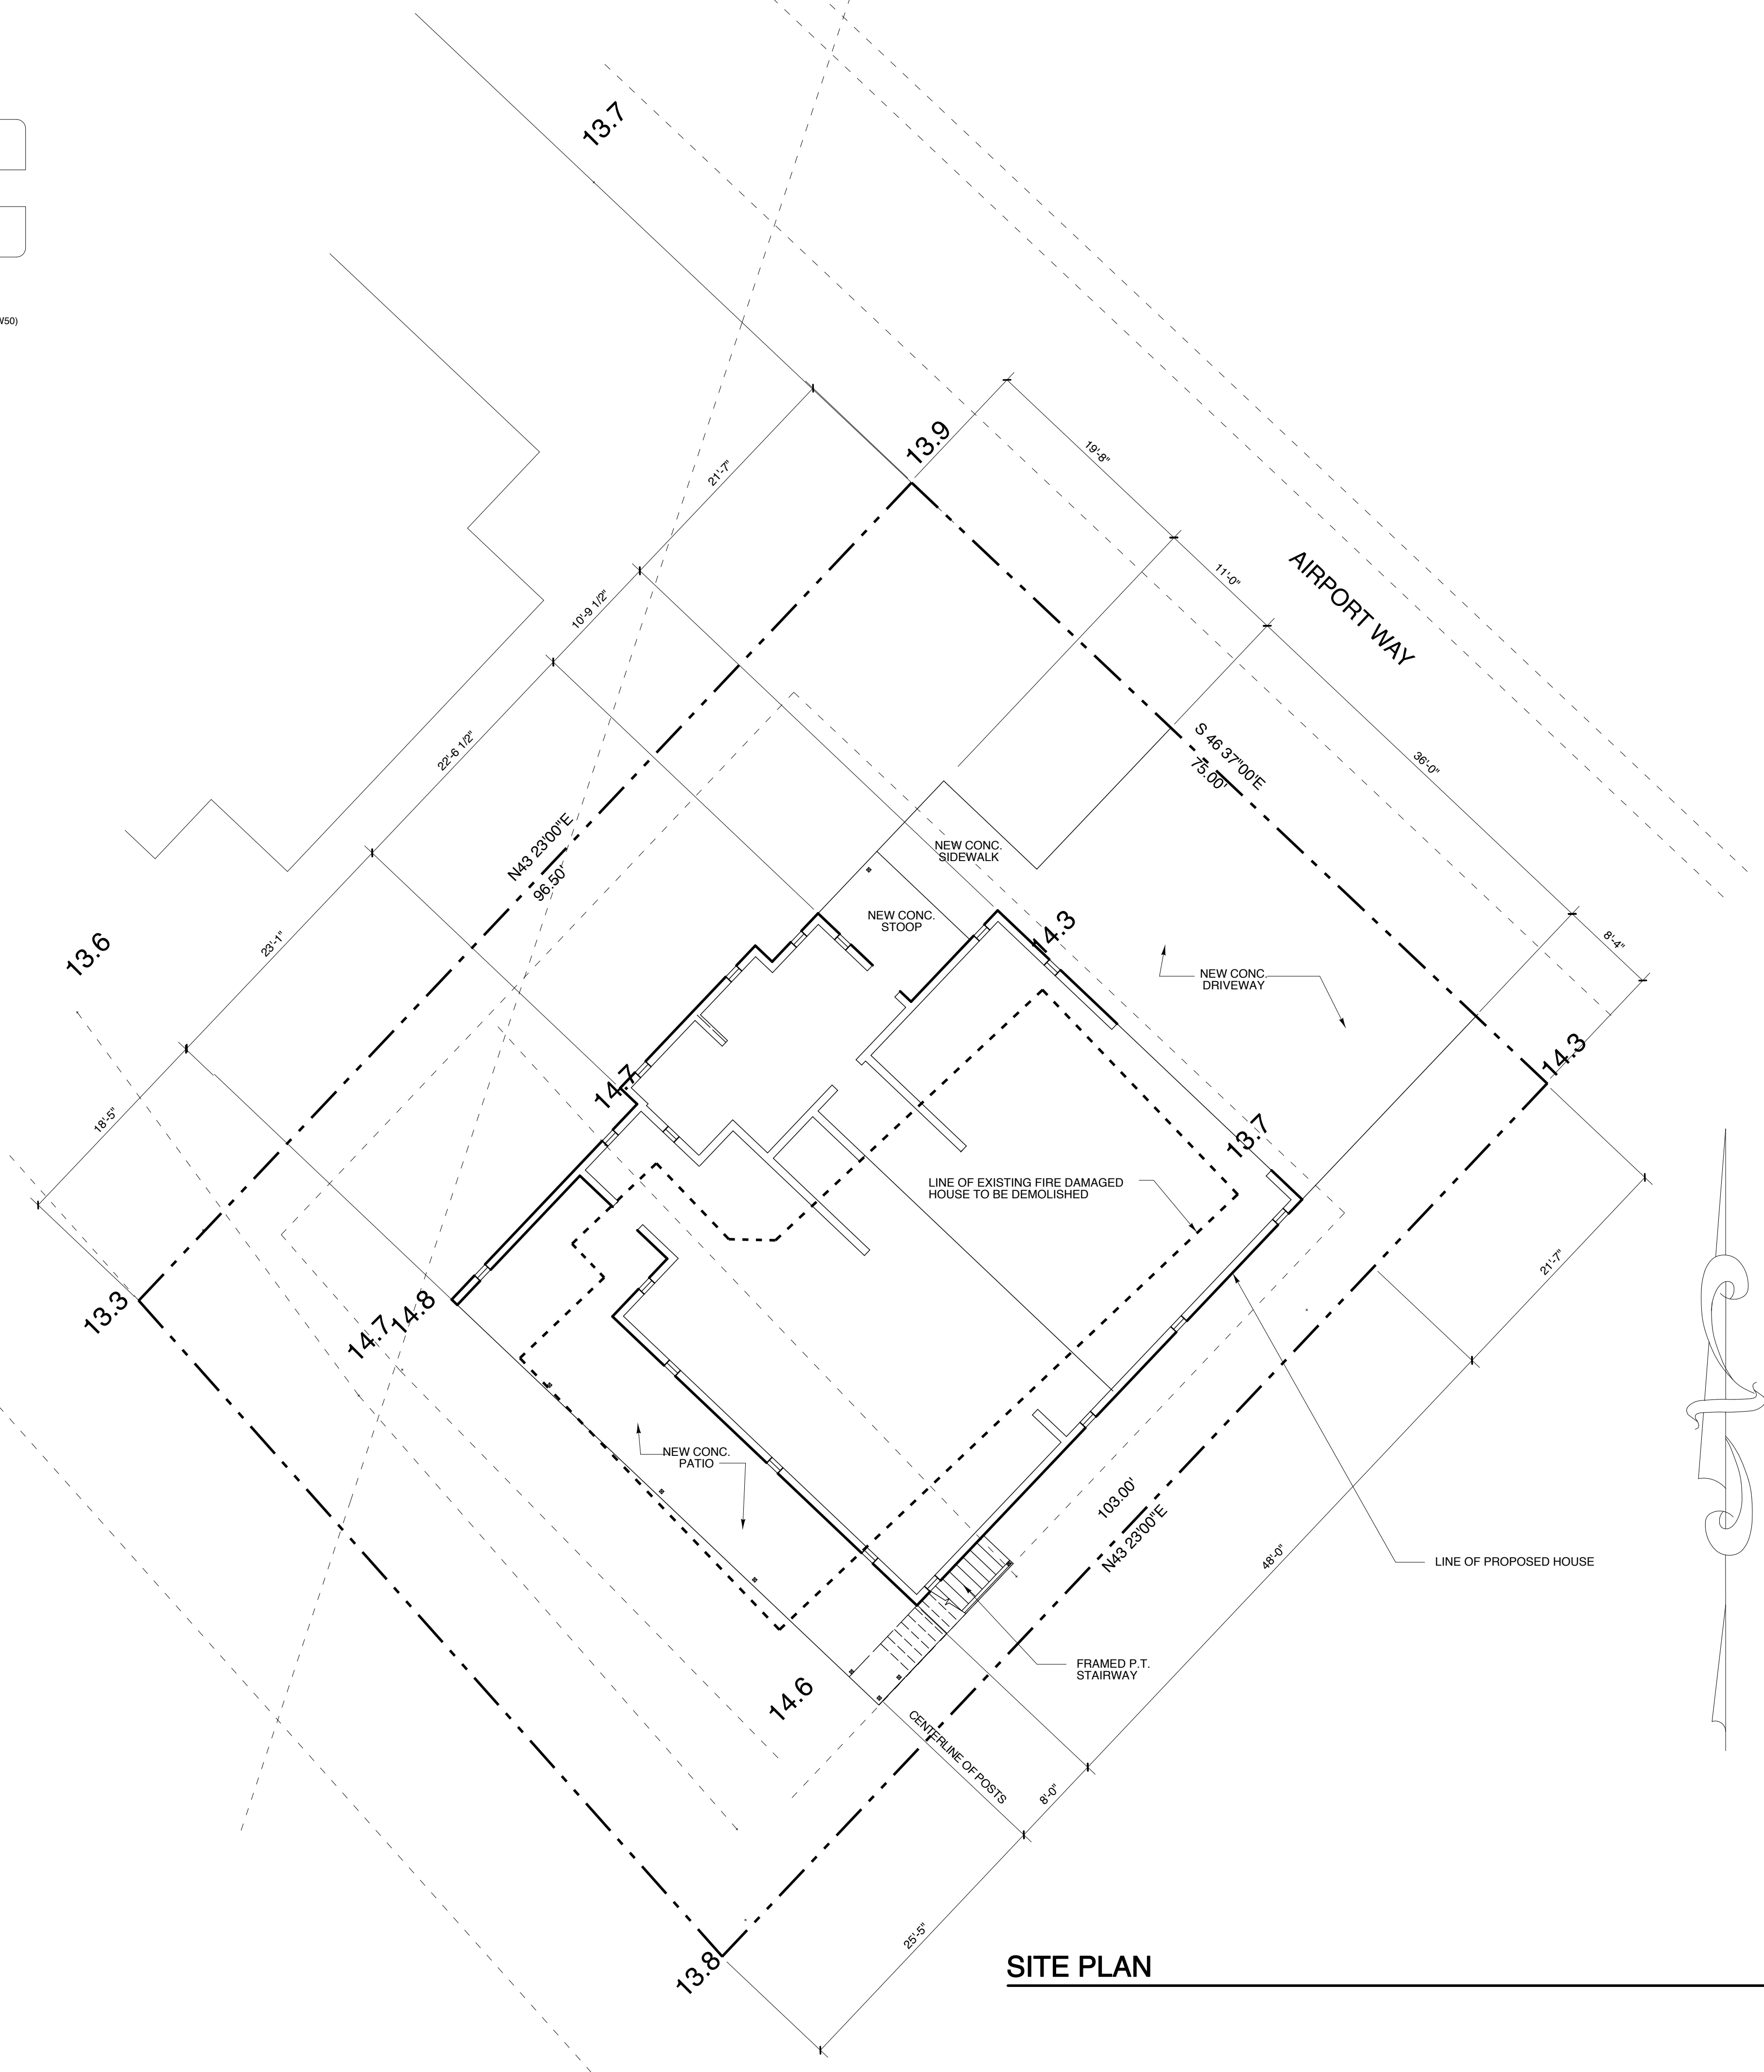 13.7
W50)
13.9
19'-8"
21'-7"
11'-0"
AIRPORT WAY
10'-9 1/2"
S 46 37"00'E
75.00'
36'-0"
22'-6 1/2"
N43 23'00"E
96.50'
NEW CONC.
SIDEWALK
NEW CONC.
STOOP
14.3
8'-4"
23'-1"
13.6
NEW CONC.
DRIVEWAY
14.3
14.7
18'-5"
13.7
LINE OF EXISTING FIRE DAMAGED
HOUSE TO BE DEMOLISHED
21'-7"
13.3
14.7
14.8
NEW CONC.
PATIO
103.00'
N43 23'00"E
48'-0"
LINE OF PROPOSED HOUSE
FRAMED P.T.
STAIRWAY
14.6
CENTERLINE OF POSTS
8'-0"
25'-5"
13.8
SITE PLAN